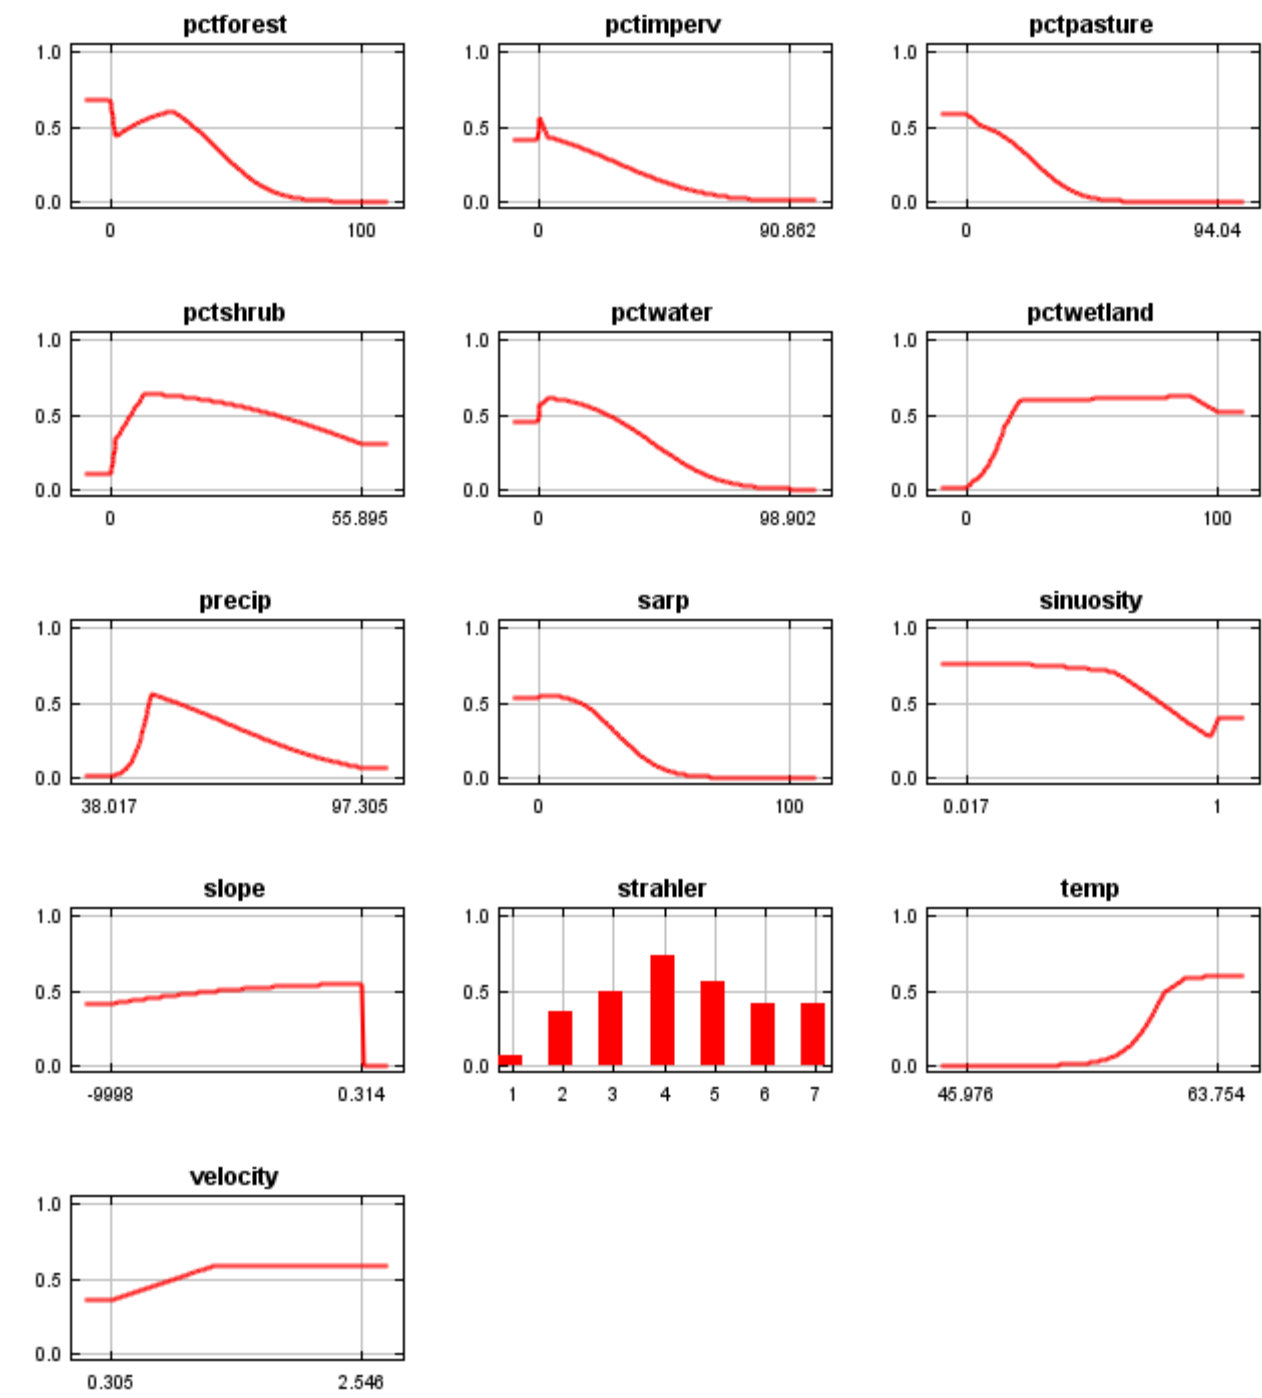 pctforest pctimperv pctpasture
1.0 1.0 1.0
0.5 0.5 0.5
0.0 0.0 0.0
0 100 0 90.862 0 94.04
pctshrub pctwater pctwetland
1.0 1.0 1.0
0.5 0.5 0.5
0.0 0.0 0.0
0 55.895 0 98.902 0 100
precip sarp sinuosity
1.0 1.0 1.0
0.5 0.5 0.5
0.0 0.0 0.0
38.017 97.305 0 100 0.017 1
slope strahler temp
1.0 1.0 1.0
0.5 0.5 0.5
0.0 0.0 0.0
-9998 0.314 1 2 3 4 5 6 7 45.976 63.754
velocity
1.0
0.5
0.0
0.305 2.546